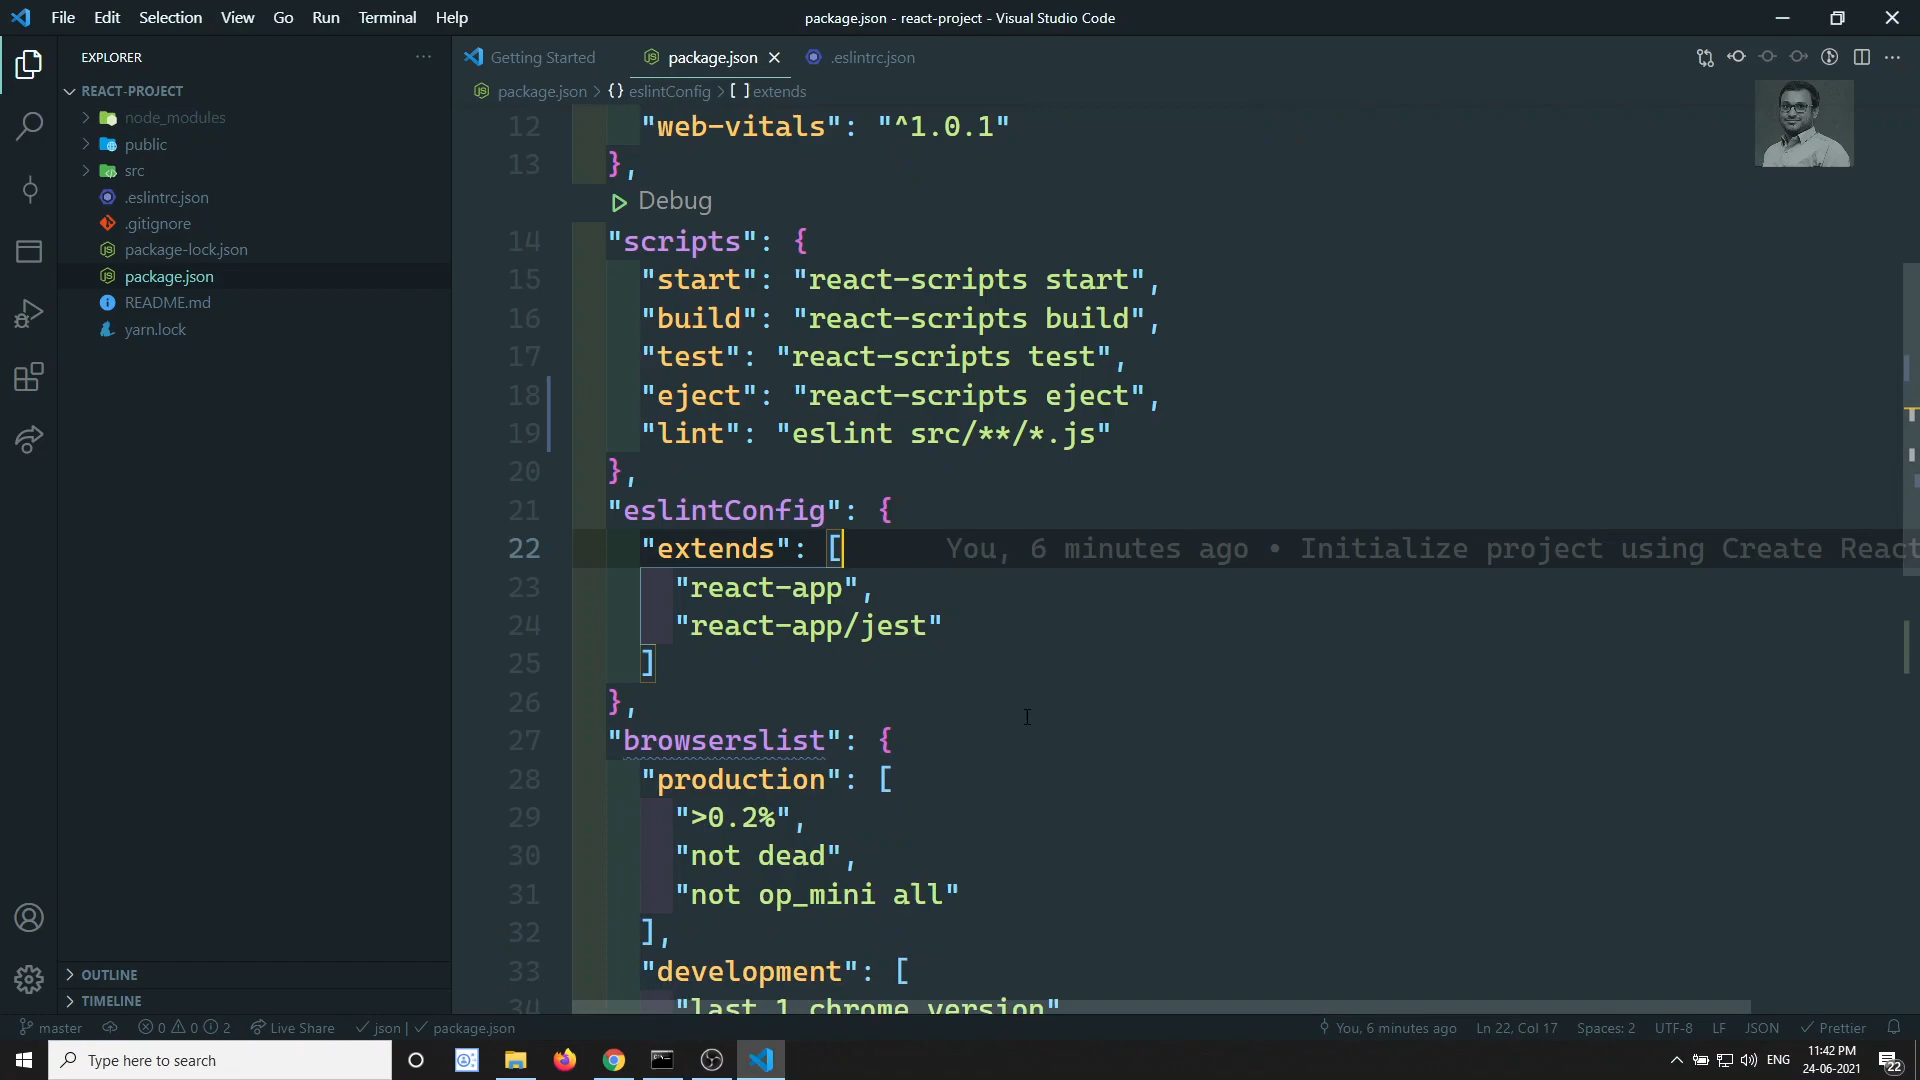 File Edit Selection View Go Run Terminal Help
package.json - react-project - Visual Studio Code
EXPLORER
REACT-PROJECT
node_modules
public
src
.eslintrc.json
.gitignore
package-lock.json
package.json
README.md
yarn.lock
OUTLINE
TIMELINE
Getting Started
package.json
.eslintrc.json
package.json > {} eslintConfig > [ ] extends
12 "web-vitals": "^1.0.1"
13 },
Debug
14 "scripts": {
15 "start": "react-scripts start",
16 "build": "react-scripts build",
17 "test": "react-scripts test",
18 "eject": "react-scripts eject",
19 "lint": "eslint src/**/*.js"
20 },
21 "eslintConfig": {
22 "extends": [ You, 6 minutes ago • Initialize project using Create React
23 "react-app",
24 "react-app/jest"
25 ]
26 },
27 "browserslist": {
28 "production": [
29 ">0.2%",
30 "not dead",
31 "not op_mini all"
32 ],
33 "development": [
34 "last 1 chrome version"
master 0 0 2 Live Share json | package.json You, 6 minutes ago Ln 22, Col 17 Spaces: 2 UTF-8 LF JSON Prettier
Type here to search
ENG
11:42 PM
24-06-2021
22